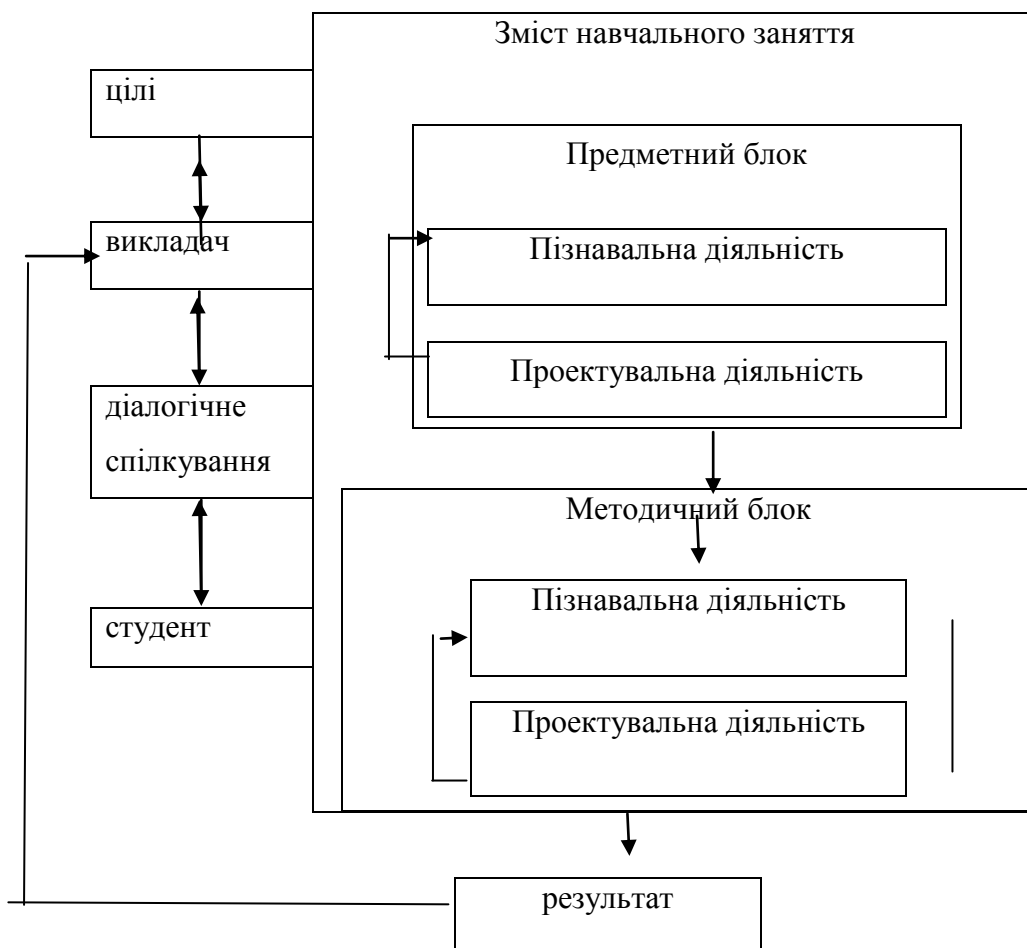 Зміст навчального заняття
цілі
Предметний блок
викладач
Пізнавальна діяльність
Проектувальна діяльність
діалогічне
спілкування
Методичний блок
Пізнавальна діяльність
студент
Проектувальна діяльність
результат